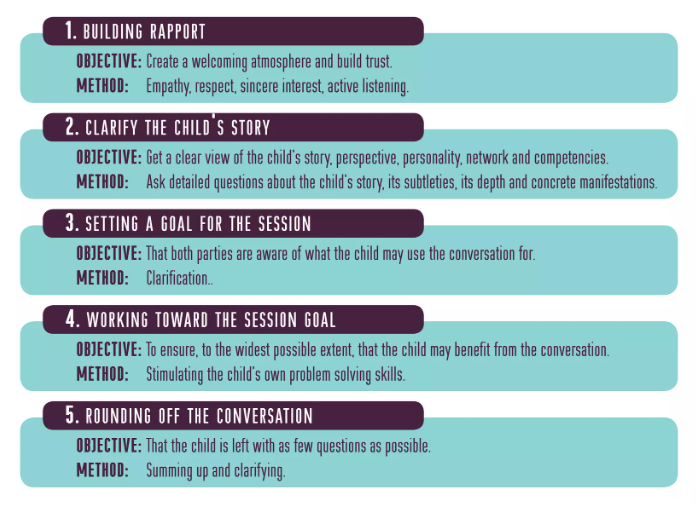 1. BUILDING RAPPORT
OBJECTIVE: Create a welcoming atmosphere and build trust.
METHOD: Empathy, respect, sincere interest, active listening.
2. CLARIFY THE CHILD'S STORY
OBJECTIVE: Get a clear view of the child's story, perspective, personality, network and competencies.
METHOD: Ask detailed questions about the child's story, its subtleties, its depth and concrete manifestations.
3. SETTING A GOAL FOR THE SESSION
OBJECTIVE: That both parties are aware of what the child may use the conversation for.
METHOD: Clarification..
4. WORKING TOWARD THE SESSION GOAL
OBJECTIVE: To ensure, to the widest possible extent, that the child may benefit from the conversation.
METHOD: Stimulating the child's own problem solving skills.
5. ROUNDING OFF THE CONVERSATION
OBJECTIVE: That the child is left with as few questions as possible.
METHOD: Summing up and clarifying.